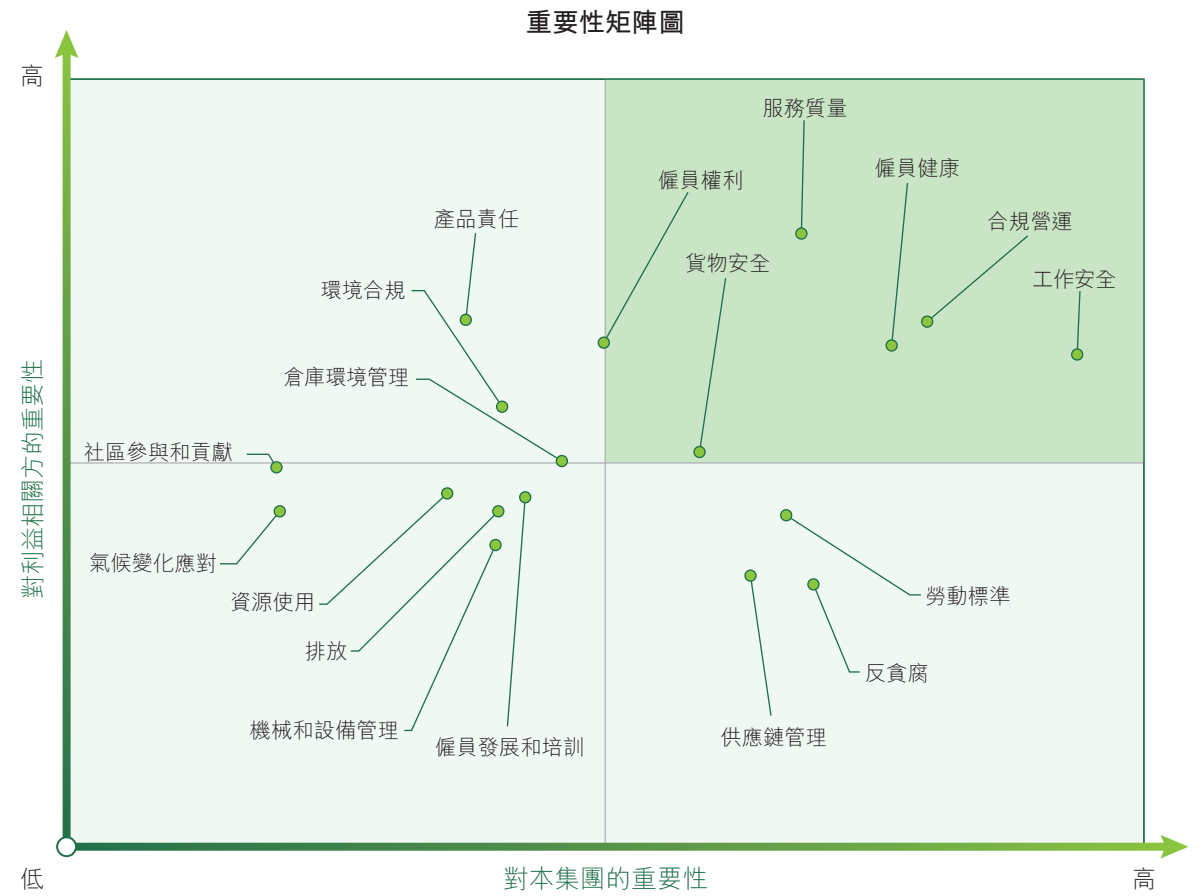 重要性矩陣圖
高
服務質量
僱員健康
僱員權利
產品責任
合規營運
貨物安全
工作安全
環境合規
倉庫環境管理
對利益相關方的重要性
社區參與和貢獻
氣候變化應對
資源使用
勞動標準
排放
反貪腐
機械和設備管理
僱員發展和培訓
供應鏈管理
低
對本集團的重要性
高